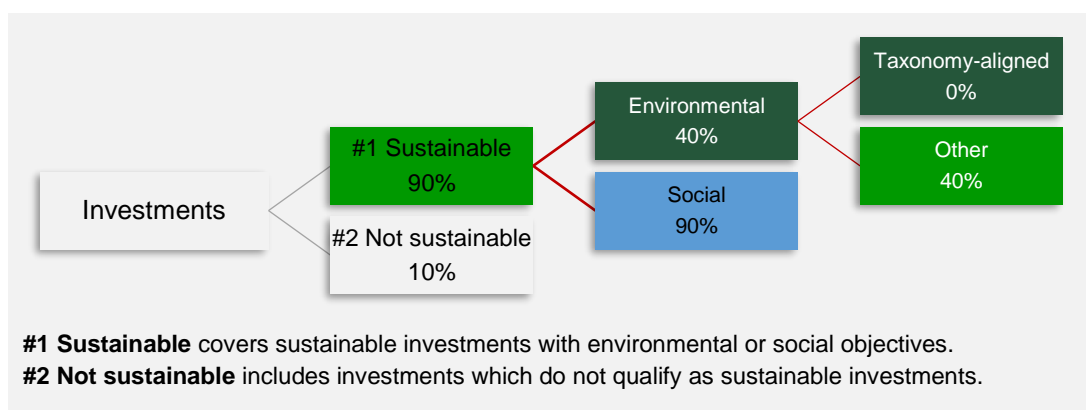 Investments
#1 Sustainable
90%
#2 Not sustainable
10%
Environmental
40%
Social
90%
Taxonomy-aligned
0%
Other
40%
#1 Sustainable covers sustainable investments with environmental or social objectives.
#2 Not sustainable includes investments which do not qualify as sustainable investments.